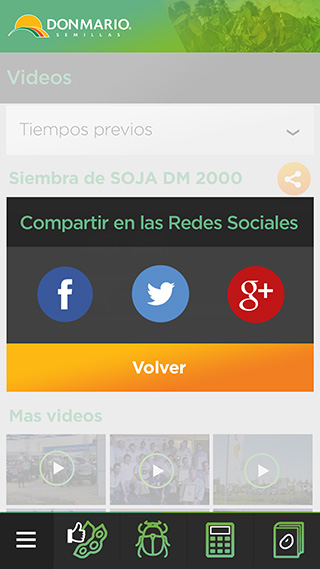 DONMARIO.
SEMILLAS
Videos
Tiempos previos
Siembra de SOJA DM 2000
Compartir en las Redes Sociales
f
g+
Volver
Mas videos